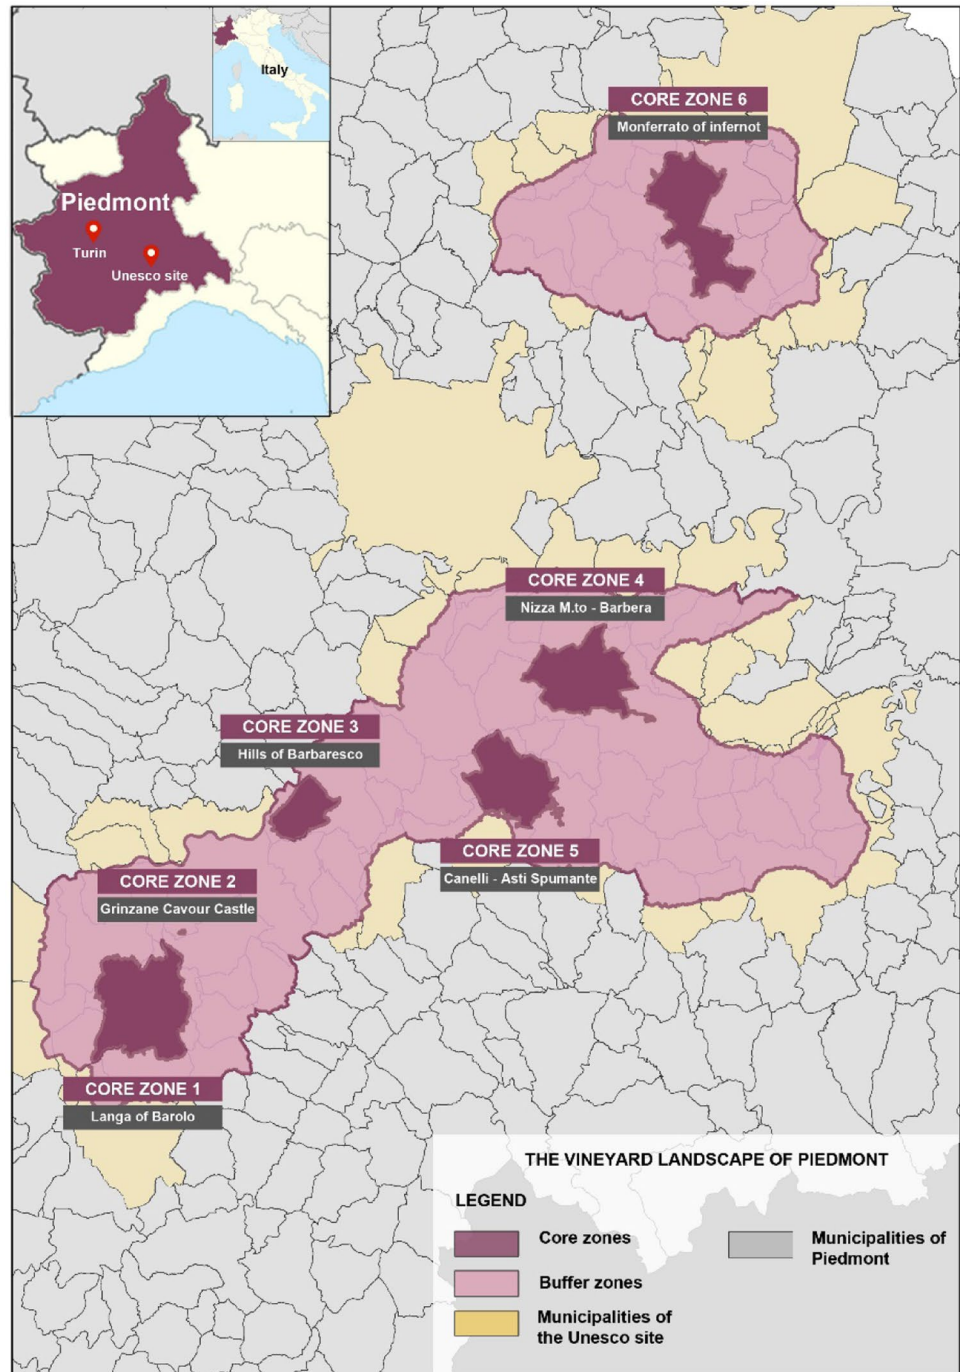 Italy
Piedmont
Turin
Unesco site
CORE ZONE 6
Monferrato of infernot
CORE ZONE 4
Nizza M.to - Barbera
CORE ZONE 3
Hills of Barbaresco
CORE ZONE 5
Canelli - Asti Spumante
CORE ZONE 2
Grinzane Cavour Castle
CORE ZONE 1
Langa of Barolo
THE VINEYARD LANDSCAPE OF PIEDMONT
LEGEND
Core zones
Buffer zones
Municipalities of
the Unesco site
Municipalities of
Piedmont